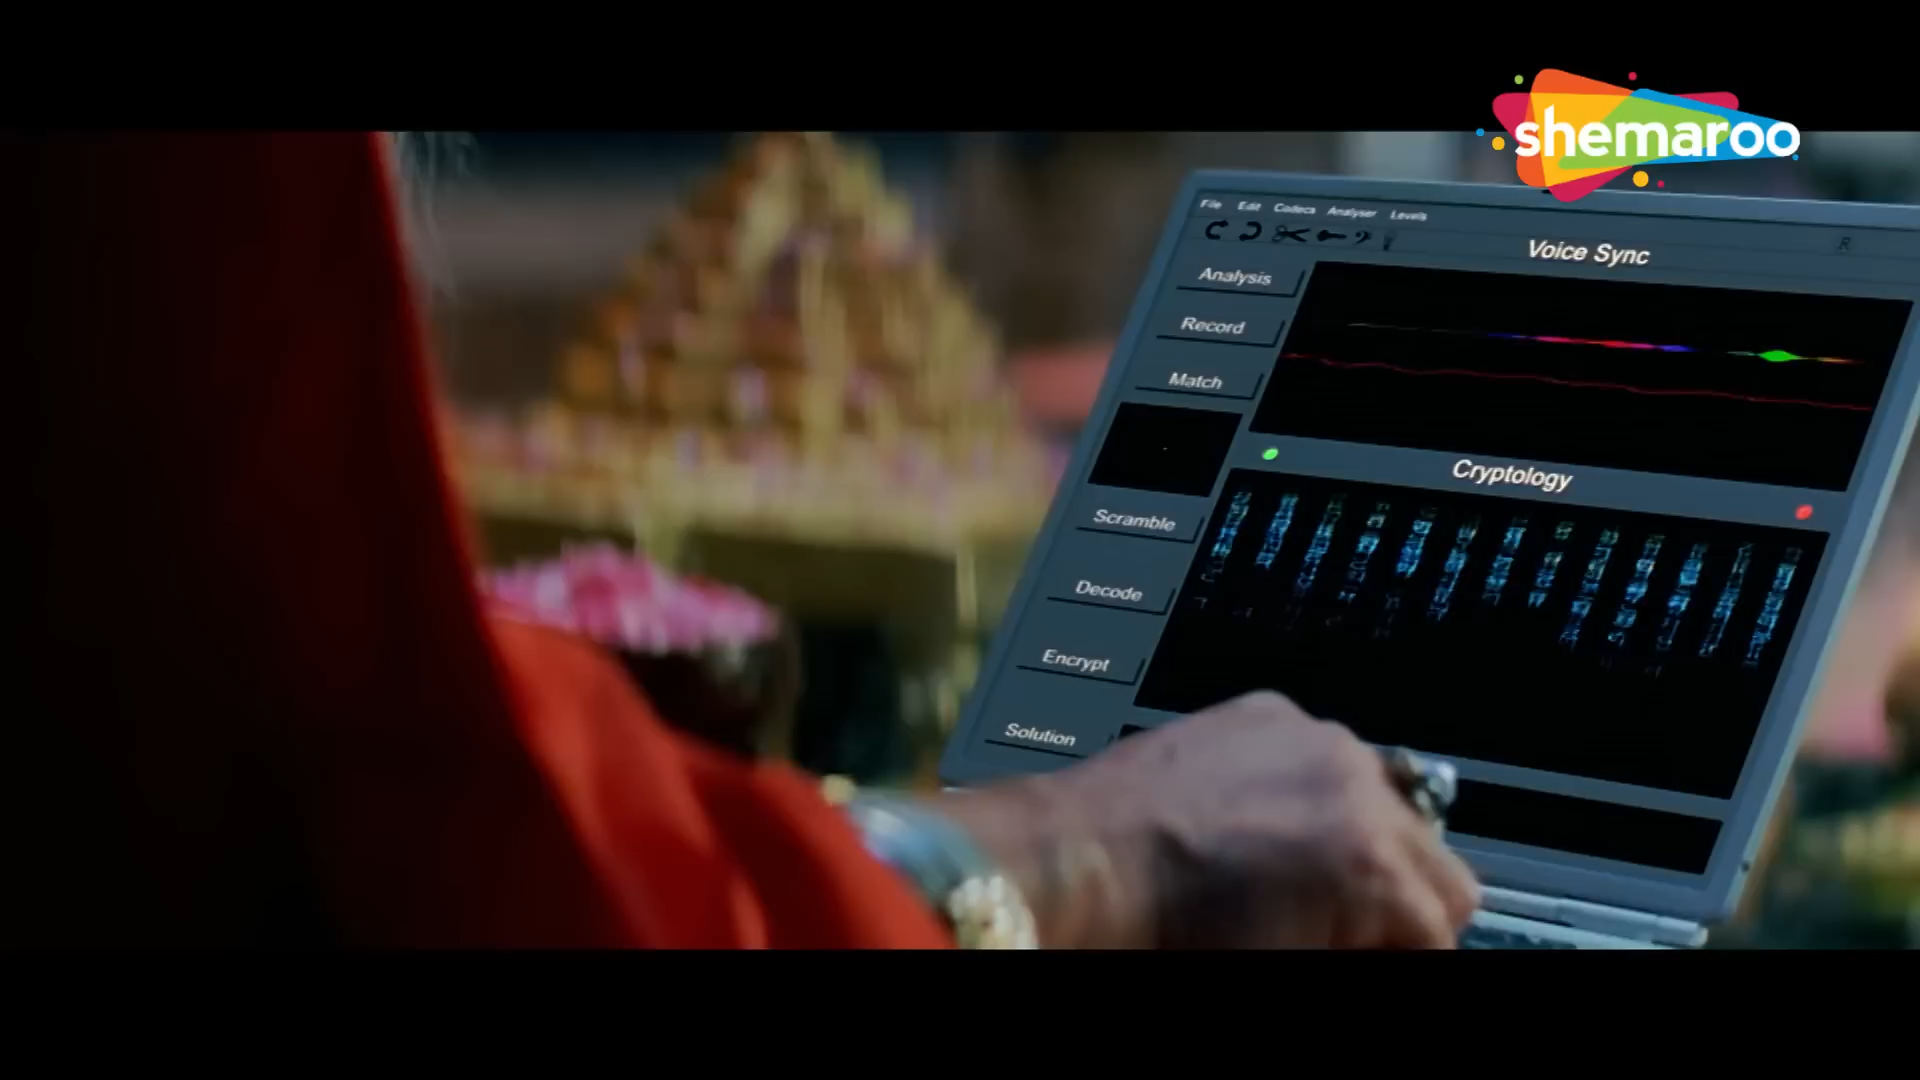 shemaroo
File Edit Codecs Analyser Levels
Voice Sync
R
Analysis
Record
Match
Cryptology
Scramble
Decode
Encrypt
Solution